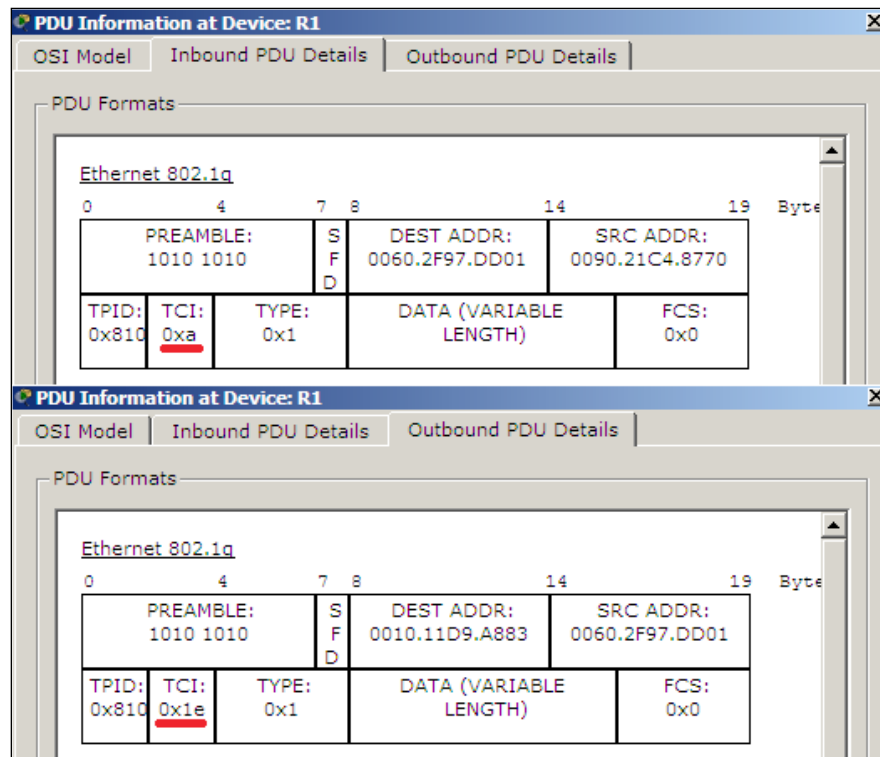 PDU Information at Device: R1
OSI Model Inbound PDU Details Outbound PDU Details
PDU Formats
Ethernet 802.1q
0 4 7 8 14 19 Byte
PREAMBLE: S DEST ADDR: SRC ADDR:
1010 1010 F 0060.2F97.DD01 0090.21C4.8770
D
TPID: TCI: TYPE: DATA (VARIABLE FCS:
0x810 0xa 0x1 LENGTH) 0x0
PDU Information at Device: R1
OSI Model Inbound PDU Details Outbound PDU Details
PDU Formats
Ethernet 802.1q
0 4 7 8 14 19 Byte
PREAMBLE: S DEST ADDR: SRC ADDR:
1010 1010 F 0010.11D9.A883 0060.2F97.DD01
D
TPID: TCI: TYPE: DATA (VARIABLE FCS:
0x810 0x1e 0x1 LENGTH) 0x0